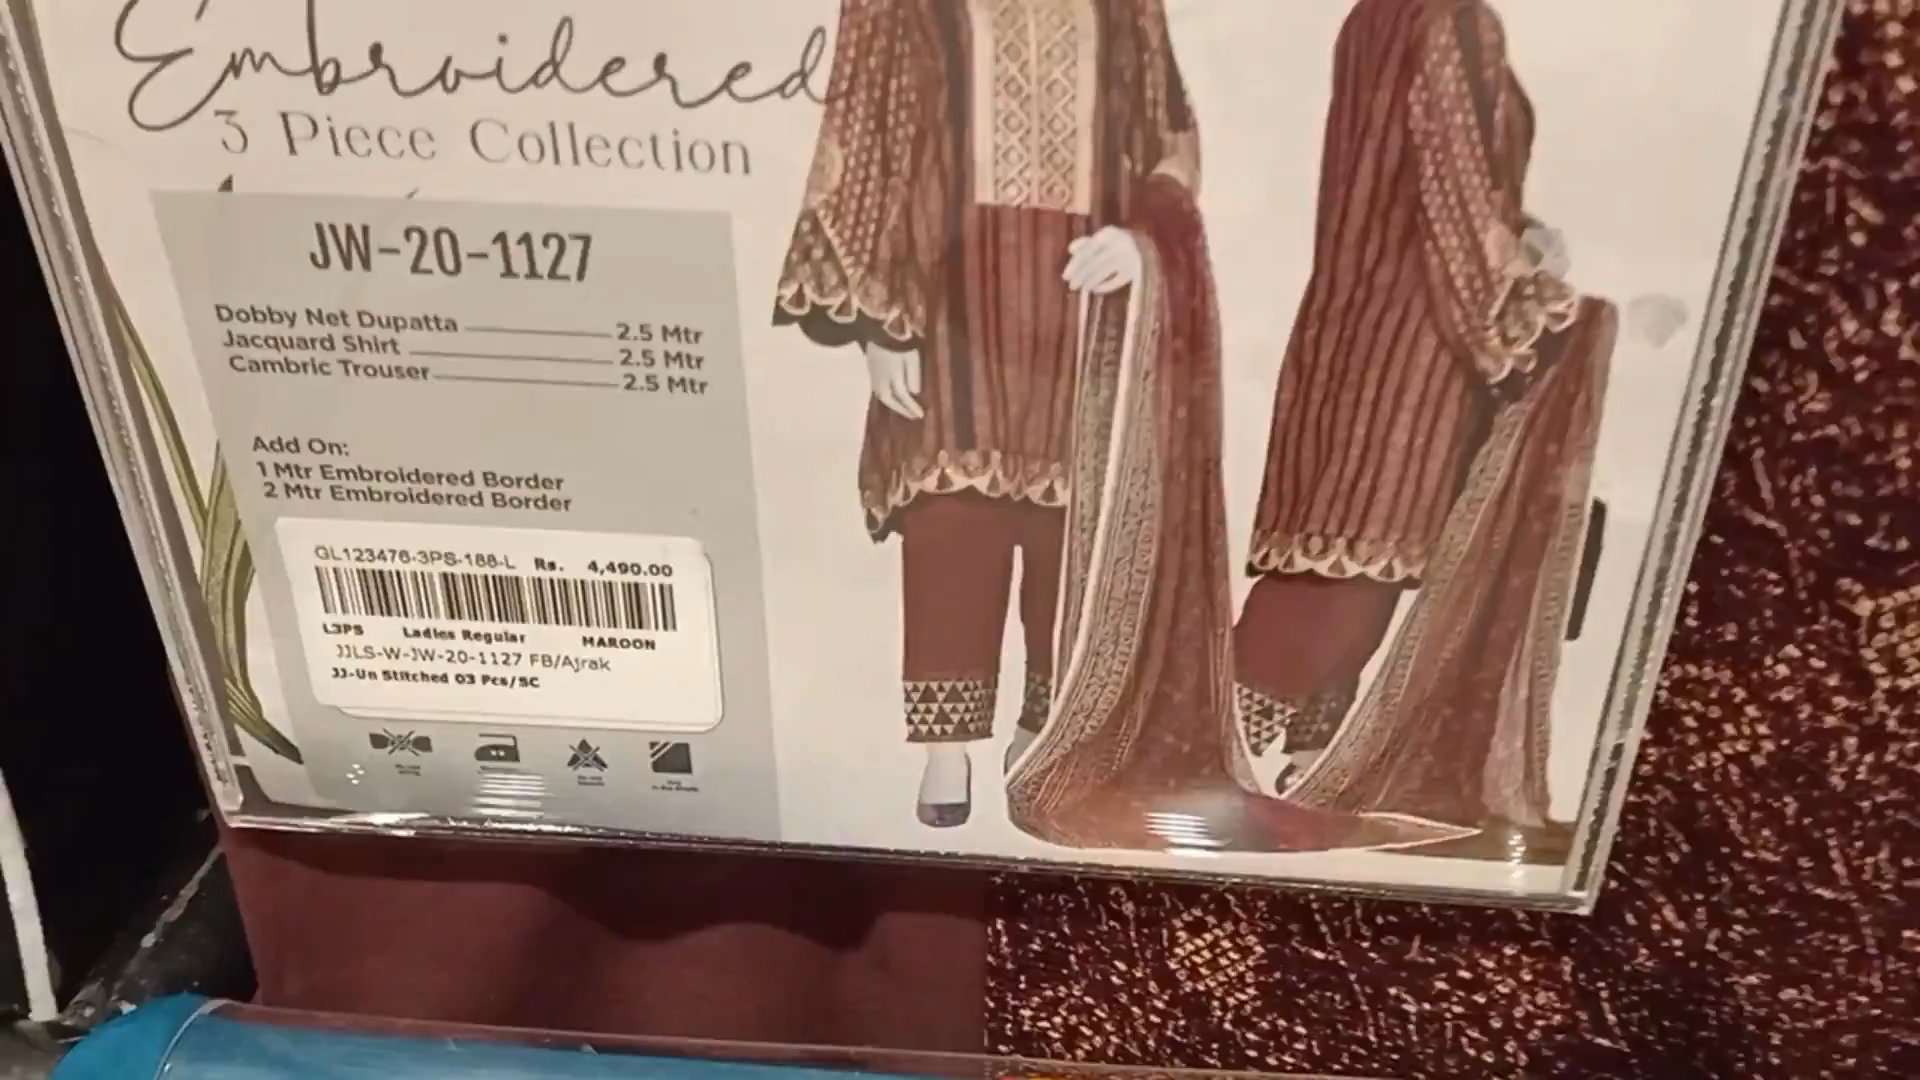 Embroidered
3 Piece Collection
JW-20-1127
Dobby Net Dupatta 2.5 Mtr
Jacquard Shirt 2.5 Mtr
Cambric Trouser 2.5 Mtr
Add On:
1 Mtr Embroidered Border
2 Mtr Embroidered Border
GL123476-3PS-188-L Rs. 4,490.00
L3PS Ladies Regular MAROON
JJLS-W-JW-20-1127 FB/Ajrak
JJ-Un Stitched 03 Pcs/SC